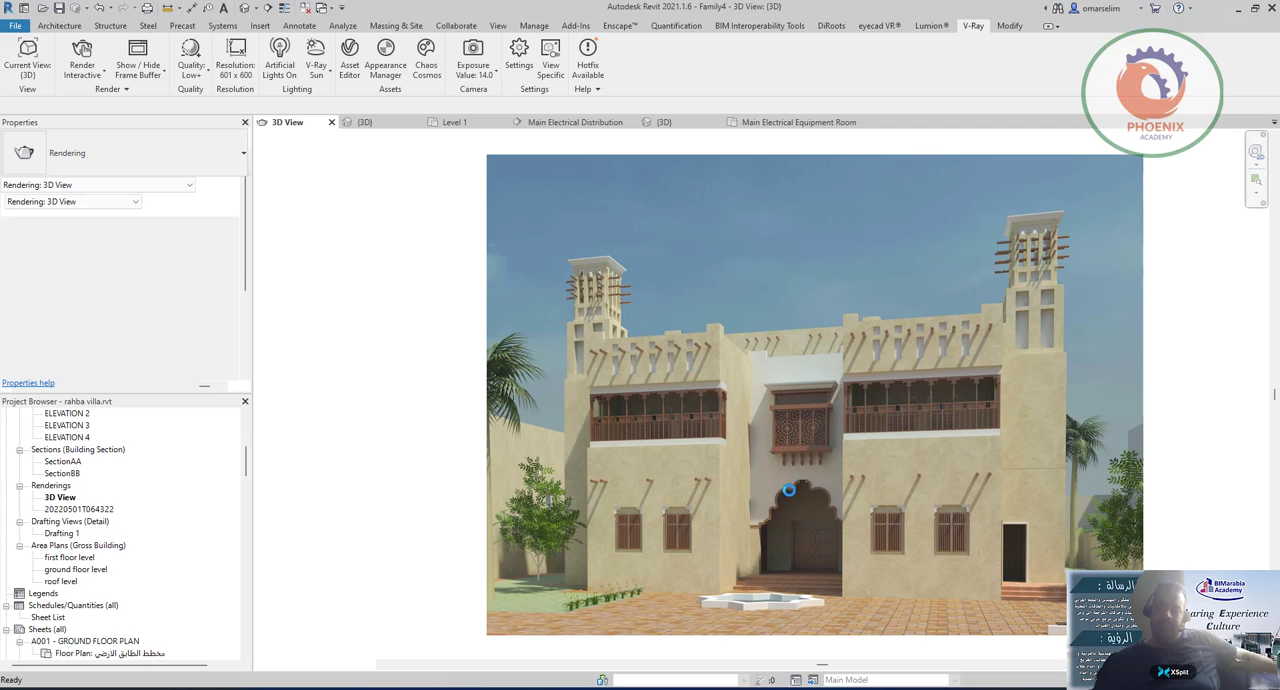 Autodesk Revit 2021.1.6 - Family4 - 3D View: {3D}
omarselim
File Architecture Structure Steel Precast Systems Insert Annotate Analyze Massing & Site Collaborate View Manage Add-Ins Enscape™ Quantification BIM Interoperability Tools DiRoots eyecad VR® Lumion® V-Ray Modify
Current View: {3D}
Render Interactive
Show / Hide Frame Buffer
Quality: Low+
Resolution: 601 x 600
Artificial Lights On
V-Ray Sun
Asset Editor
Appearance Manager
Chaos Cosmos
Exposure Value: 14.0
Settings
View Specific
Hotfix Available
View Render Quality Resolution Lighting Assets Camera Settings Help
PHOENIX
ACADEMY
Properties
3D View {3D} Level 1 Main Electrical Distribution {3D} Main Electrical Equipment Room
Rendering
Rendering: 3D View
Rendering: 3D View
Properties help
Project Browser - rahba villa.rvt
ELEVATION 2
ELEVATION 3
ELEVATION 4
Sections (Building Section)
SectionAA
SectionBB
Renderings
3D View
20220501T064322
Drafting Views (Detail)
Drafting 1
Area Plans (Gross Building)
first floor level
ground floor level
roof level
Legends
Schedules/Quantities (all)
Sheet List
Sheets (all)
A001 - GROUND FLOOR PLAN
Floor Plan: مخطط الطابق الارضي
Ready
:0
Main Model
الرسالة :
الرؤية :
BIMarabia
Academy
haring Experience
Culture
XSplit